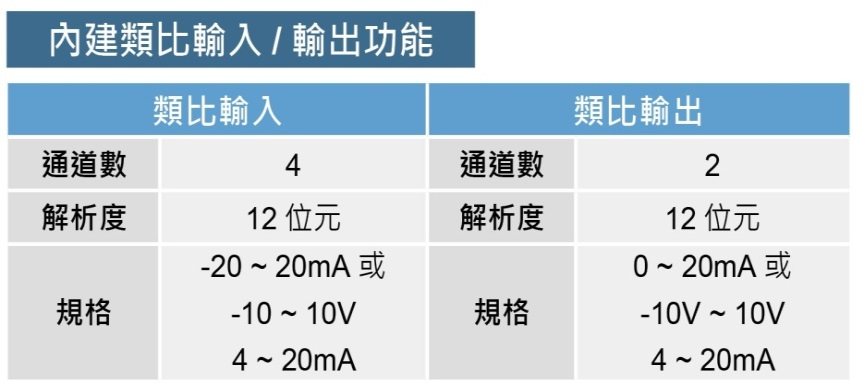 內建類比輸入 / 輸出功能
類比輸入 類比輸出
通道數 4 通道數 2
解析度 12 位元 解析度 12 位元
規格 -20 ~ 20mA 或 規格 0 ~ 20mA 或
-10 ~ 10V -10V ~ 10V
4 ~ 20mA 4 ~ 20mA